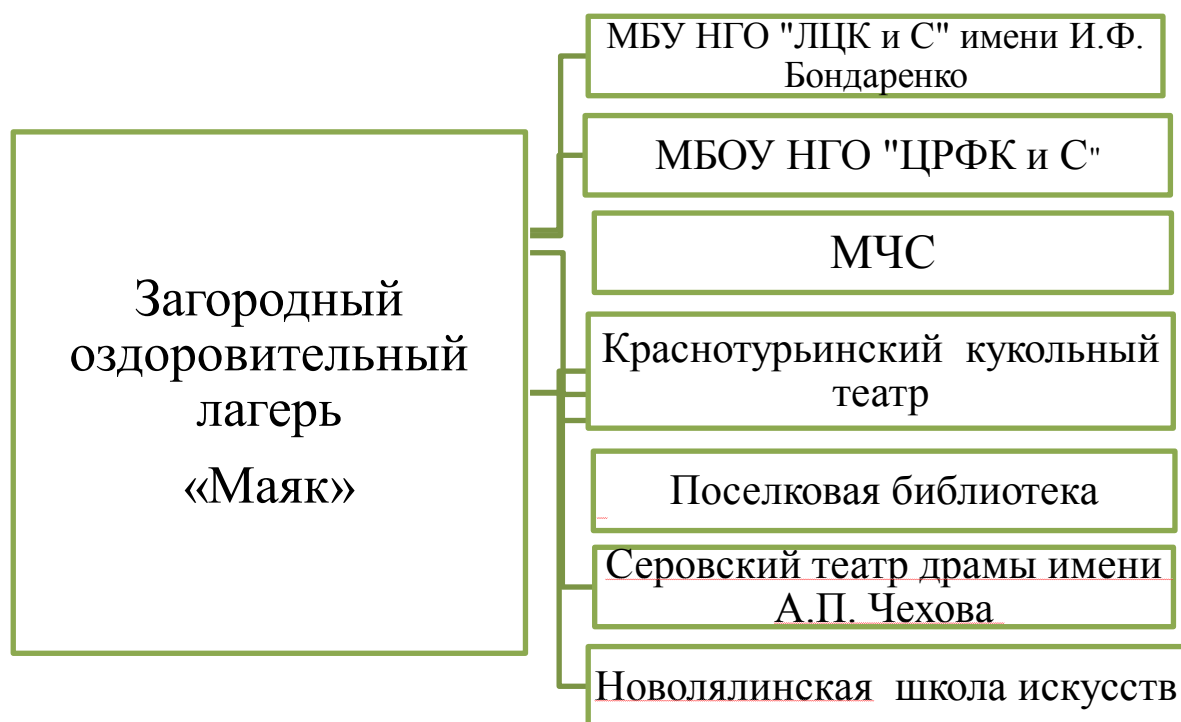 Загородный
оздоровительный
лагерь
«Маяк»
МБУ НГО "ЛЦК и С" имени И.Ф.
Бондаренко
МБОУ НГО "ЦРФК и С"
МЧС
Краснотурьинский кукольный
театр
Поселковая библиотека
Серовский театр драмы имени
А.П. Чехова
Новолялинская школа искусств